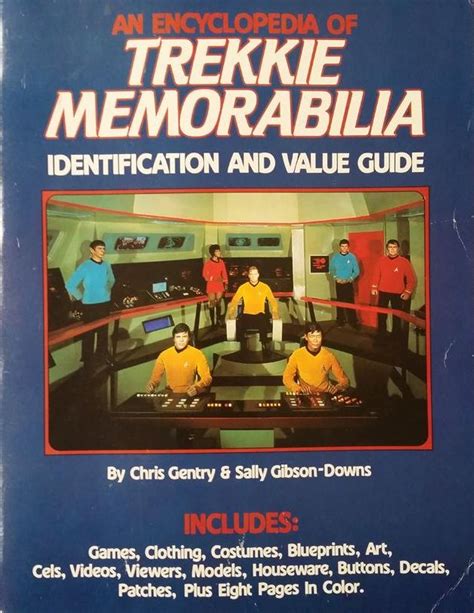 AN ENCYCLOPEDIA OF
TREKKIE
MEMORABILIA
IDENTIFICATION AND VALUE GUIDE
By Chris Gentry & Sally Gibson-Downs
INCLUDES:
Games, Clothing, Costumes, Blueprints, Art,
Cels, Videos, Viewers, Models, Houseware, Buttons, Decals,
Patches, Plus Eight Pages In Color.